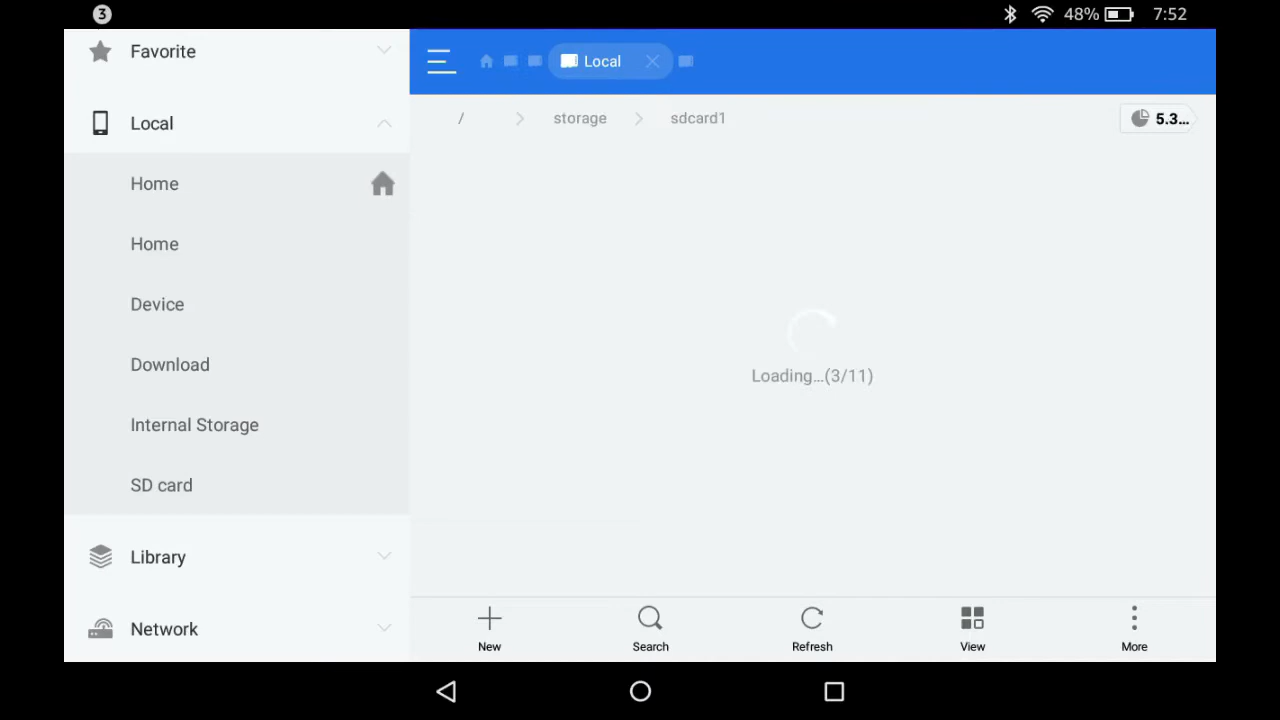 3
48%
7:52
Favorite
Local
Home
Home
Device
Download
Internal Storage
SD card
Library
Network
Local
/ storage sdcard1
5.3...
Loading...(3/11)
New
Search
Refresh
View
More